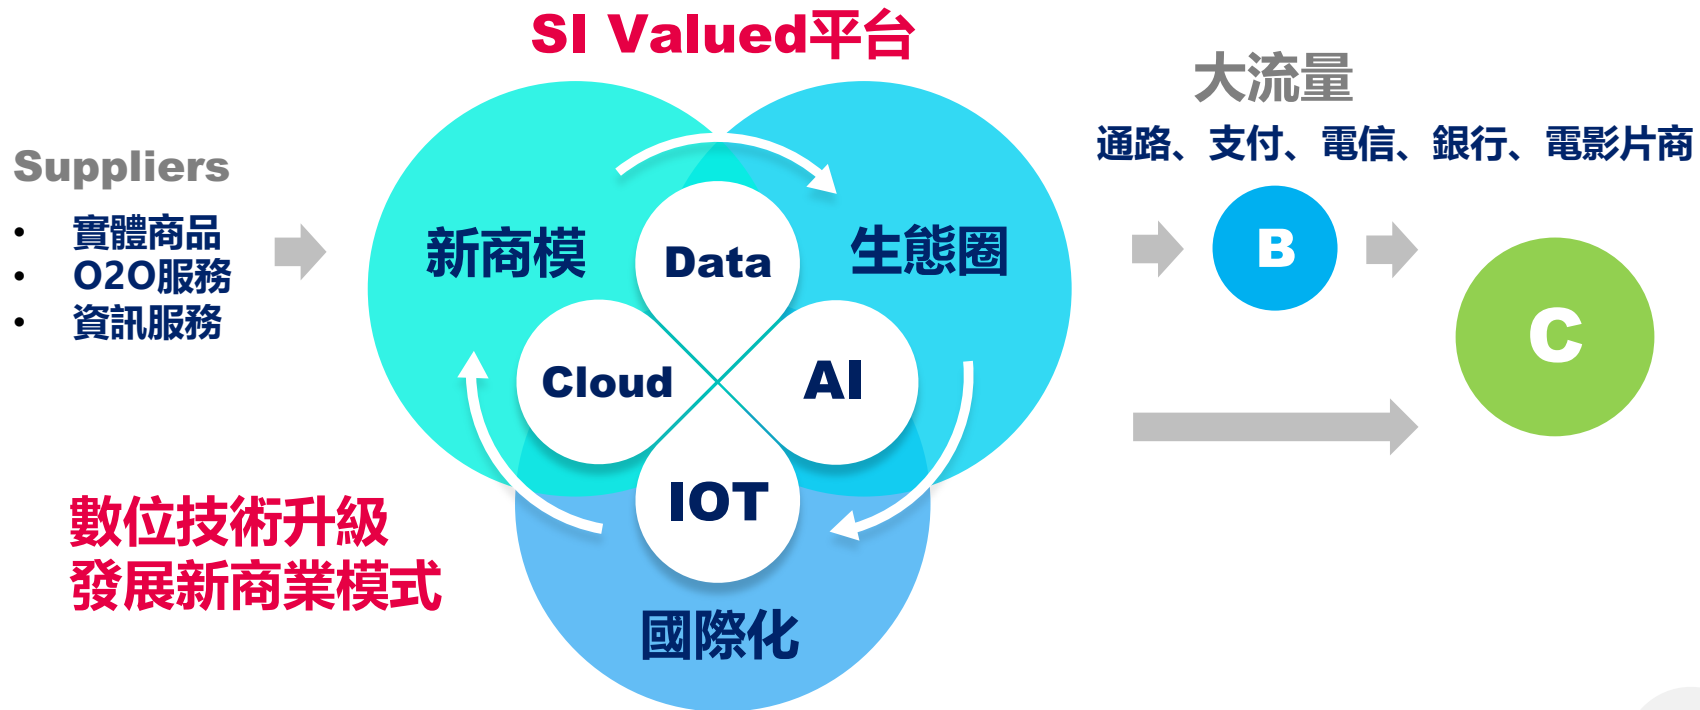 SI Valued平台
大流量
通路、支付、電信、銀行、電影片商
Suppliers
• 實體商品
• O2O服務
• 資訊服務
新商模
Data
生態圈
Cloud
AI
IOT
國際化
B
C
數位技術升級
發展新商業模式